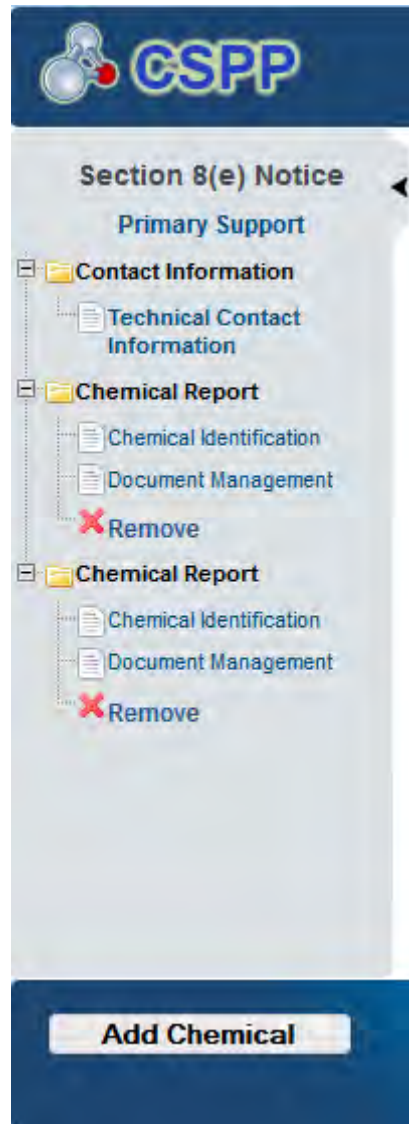 CSPP
Section 8(e) Notice
Primary Support
Contact Information
Technical Contact
Information
Chemical Report
Chemical Identification
Document Management
Remove
Chemical Report
Chemical Identification
Document Management
Remove
Add Chemical